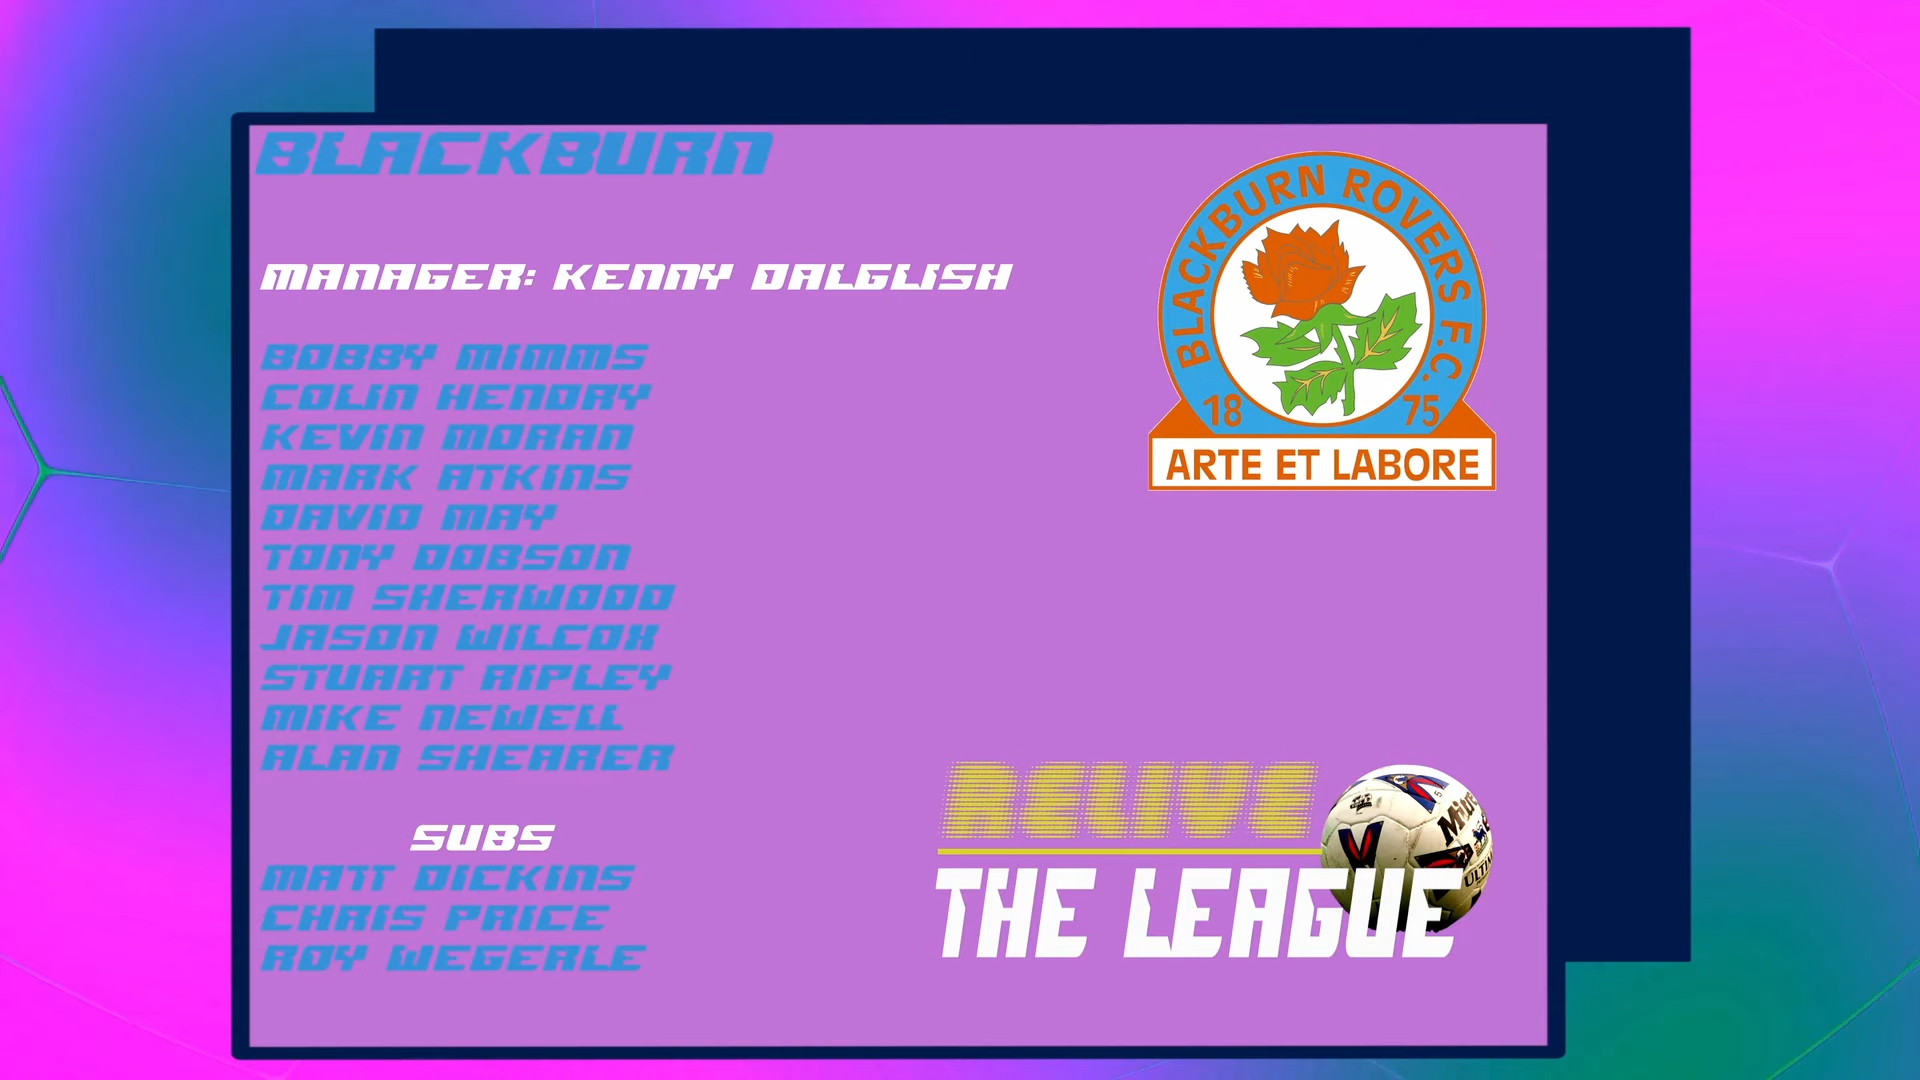 BLACKBURN
MANAGER: KENNY DALGLISH
BOBBY MIMMS
COLIN HENDRY
KEVIN MORAN
MARK ATKINS
DAVID MAY
TONY DOBSON
TIM SHERWOOD
JASON WILCOX
STUART RIPLEY
MIKE NEWELL
ALAN SHEARER
SUBS
MATT DICKINS
CHRIS PRICE
ROY WEGERLE
BLACKBURN ROVERS F.C.
18 75
ARTE ET LABORE
RELIVE
THE LEAGUE
Mitre